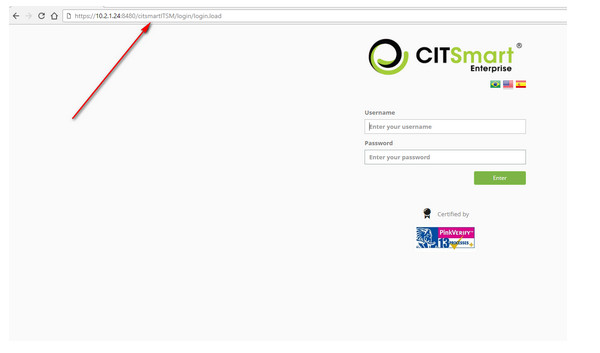 https://10.2.1.24:8480/citsmartITSM/login/login.load
CITSmart®
Enterprise
Username
Enter your username
Password
Enter your password
Enter
Certified by
PINKVERIFY™
13 PROCESSES